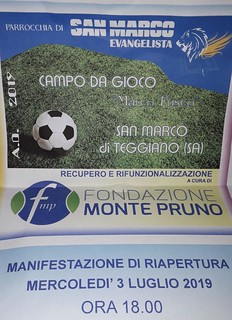 PARROCCHIA DI SAN MARCO
EVANGELISTA
CAMPO DA GIOCO
A.D. 2019
SAN MARCO
di TEGGIANO (SA)
RECUPERO E RIFUNZIONALIZZAZIONE
A CURA DI
fmp
FONDAZIONE
MONTE PRUNO
MANIFESTAZIONE DI RIAPERTURA
MERCOLEDI' 3 LUGLIO 2019
ORA 18.00